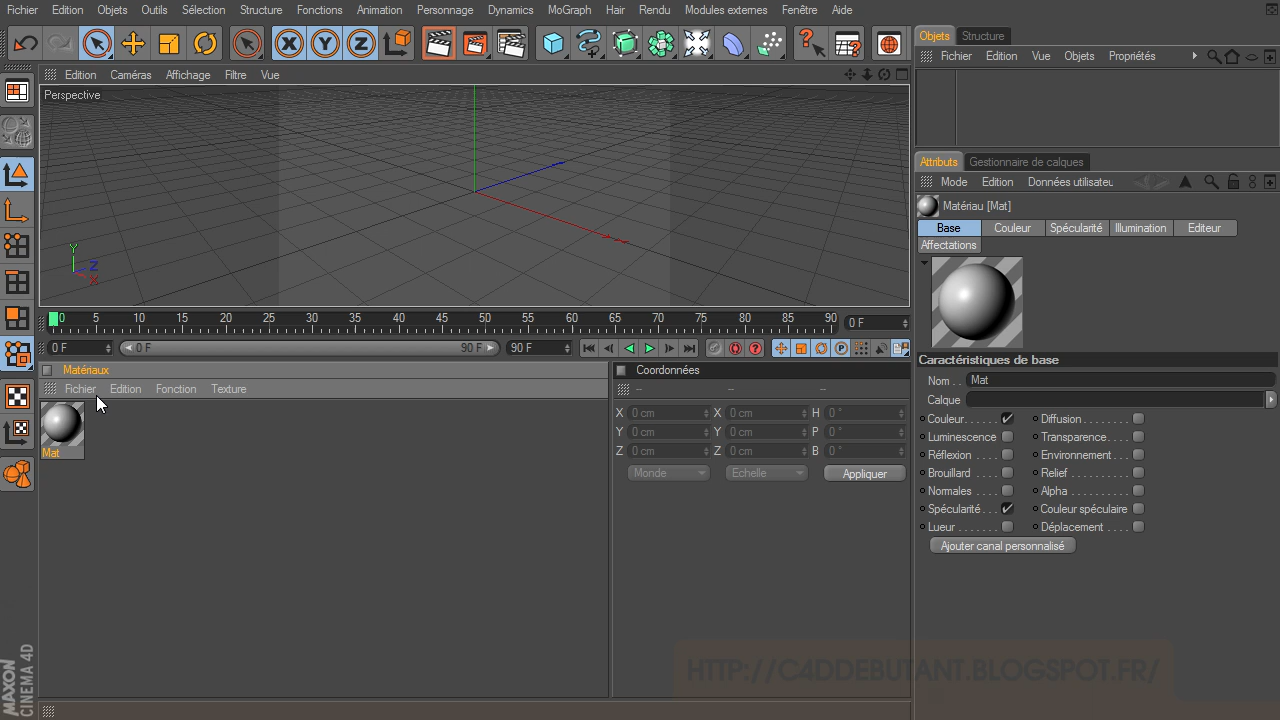 Fichier Edition Objets Outils Sélection Structure Fonctions Animation Personnage Dynamics MoGraph Hair Rendu Modules externes Fenêtre Aide
X Y Z
Objets Structure
Fichier Edition Vue Objets Propriétés
Edition Caméras Affichage Filtre Vue
Perspective
Y
Z
X
0 5 10 15 20 25 30 35 40 45 50 55 60 65 70 75 80 85 90 0 F
0 F 0 F 90 F 90 F
Matériaux
Fichier Edition Fonction Texture
Mat
Coordonnées
-- -- --
X 0 cm X 0 cm H 0 °
Y 0 cm Y 0 cm P 0 °
Z 0 cm Z 0 cm B 0 °
Monde Echelle Appliquer
Attributs Gestionnaire de calques
Mode Edition Données utilisateu
Matériau [Mat]
Base Couleur Spécularité Illumination Editeur
Affectations
Caractéristiques de base
Nom . . Mat
Calque
Couleur. . . . . . Diffusion . . . . . . .
Luminescence Transparence. . . .
Réflexion . . . . Environnement. . .
Brouillard . . . . Relief . . . . . . . . . .
Normales . . . . Alpha . . . . . . . . .
Spécularité. . . Couleur spéculaire
Lueur . . . . . . . Déplacement . . . .
Ajouter canal personnalisé
MAXON
CINEMA 4D
HTTP://C4DDEBUTANT.BLOGSPOT.FR/